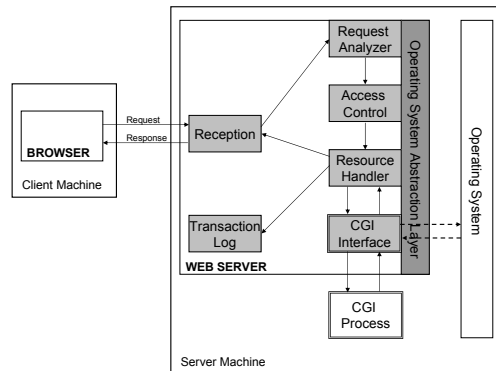 Request
Analyzer
Access
Control
Request
Response
Reception
BROWSER
Client Machine
Resource
Handler
Transaction
Log
CGI
Interface
WEB SERVER
CGI
Process
Server Machine
Operating System Abstraction Layer
Operating System